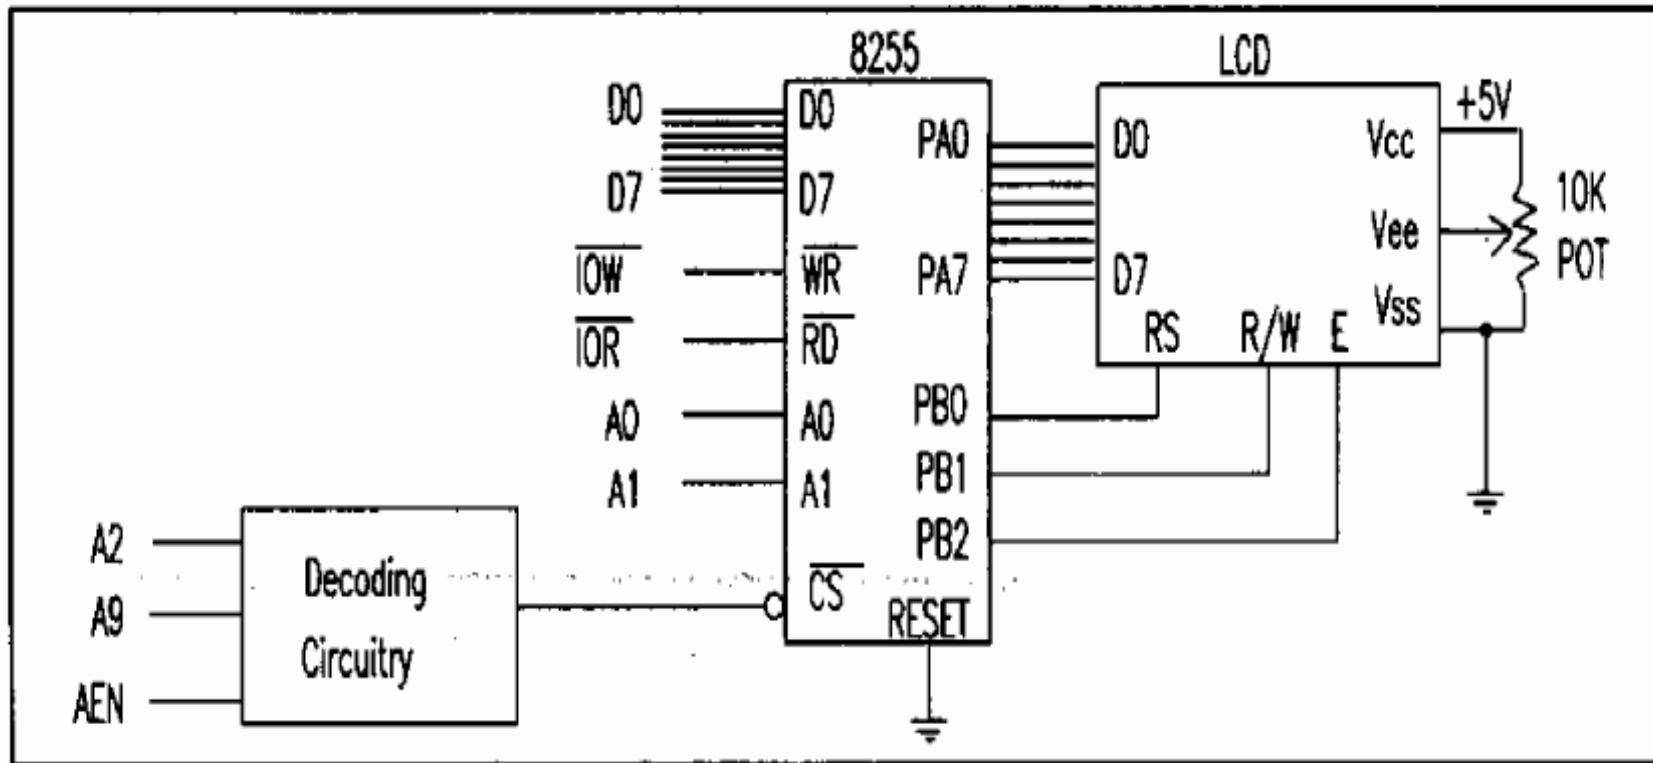 8255
LCD
D0
D7
IOW
IOR
A0
A1
D0
D7
WR
RD
A0
A1
CS
RESET
PA0
PA7
PB0
PB1
PB2
D0
D7
RS R/W E
Vcc
Vee
Vss
+5V
10K
POT
A2
A9
AEN
Decoding
Circuitry